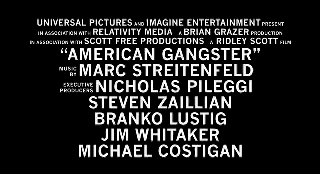 UNIVERSAL PICTURES AND IMAGINE ENTERTAINMENT PRESENT
IN ASSOCIATION WITH RELATIVITY MEDIA A BRIAN GRAZER PRODUCTION
IN ASSOCIATION WITH SCOTT FREE PRODUCTIONS A RIDLEY SCOTT FILM
“AMERICAN GANGSTER”
MUSIC BY MARC STREITENFELD
EXECUTIVE PRODUCERS NICHOLAS PILEGGI
STEVEN ZAILLIAN
BRANKO LUSTIG
JIM WHITAKER
MICHAEL COSTIGAN